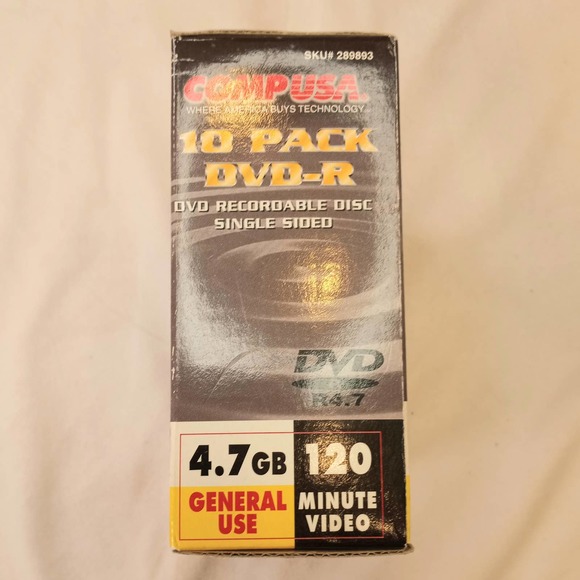 SKU# 289893
COMPUSA.
WHERE AMERICA BUYS TECHNOLOGY.
10 PACK
DVD-R
DVD RECORDABLE DISC
SINGLE SIDED
DVD
R4.7
4.7GB
GENERAL
USE
120
MINUTE
VIDEO